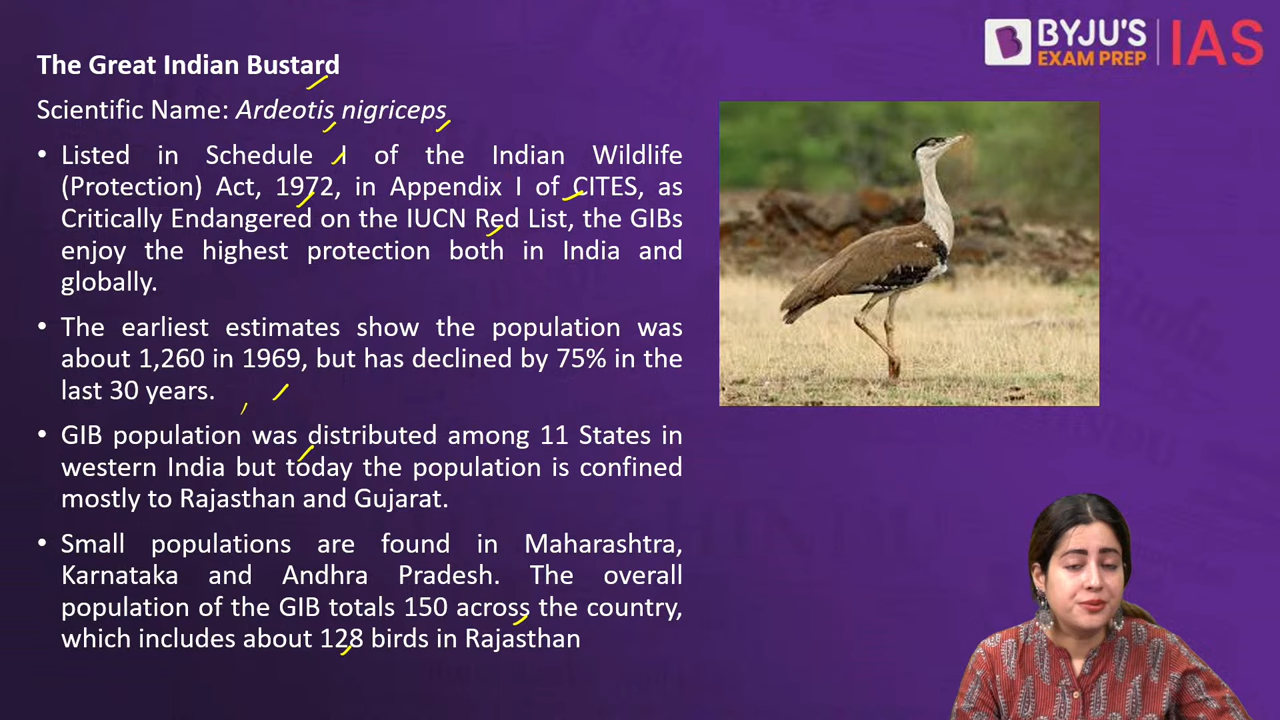 BYJU'S
EXAM PREP
IAS
The Great Indian Bustard
Scientific Name: Ardeotis nigriceps
• Listed in Schedule I of the Indian Wildlife
(Protection) Act, 1972, in Appendix I of CITES, as
Critically Endangered on the IUCN Red List, the GIBs
enjoy the highest protection both in India and
globally.
• The earliest estimates show the population was
about 1,260 in 1969, but has declined by 75% in the
last 30 years.
• GIB population was distributed among 11 States in
western India but today the population is confined
mostly to Rajasthan and Gujarat.
• Small populations are found in Maharashtra,
Karnataka and Andhra Pradesh. The overall
population of the GIB totals 150 across the country,
which includes about 128 birds in Rajasthan